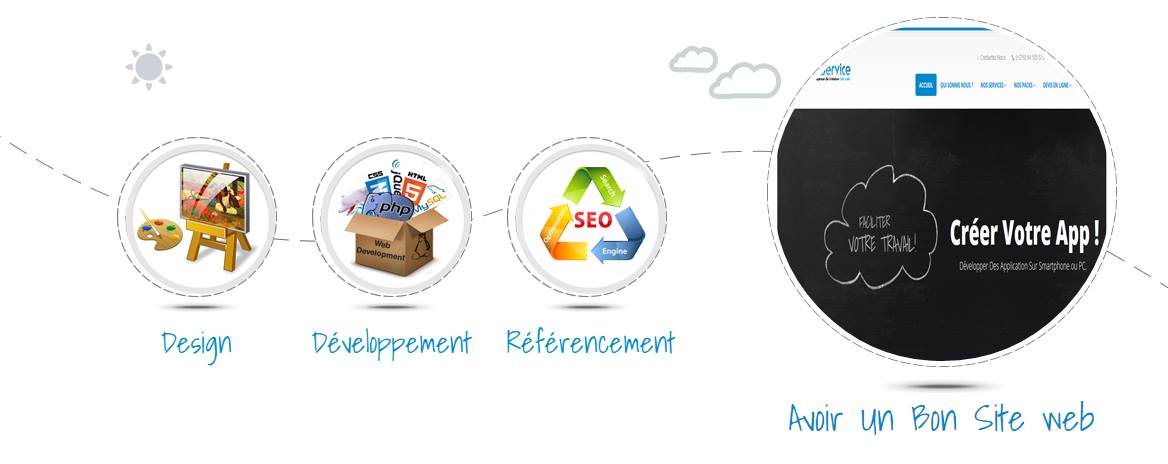 Service
Contactez Nous
ACCUEIL QUI SOMME NOUS ? NOS SERVICES NOS PACKS DEVIS EN LIGNE
CSS
jQuery
HTML
php
MySQL
Web
Development
Search
SEO
Engine
FACILITER
VOTRE TRAVAIL!
Créer Votre App !
Développer Des Application Sur Smartphone ou PC.
Design
Développement
Référencement
Avoir un Bon Site web